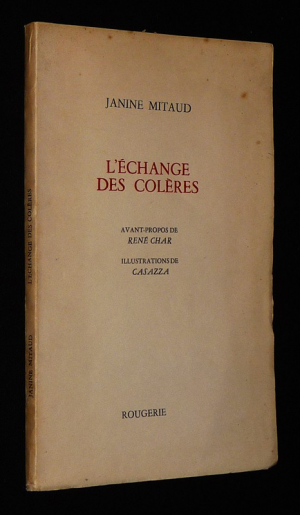 JANINE MITAUD
L'ÉCHANGE
DES COLÈRES
AVANT-PROPOS DE
RENÉ CHAR
ILLUSTRATIONS DE
CASAZZA
ROUGERIE
JANINE MITAUD
L'ÉCHANGE DES COLÈRES